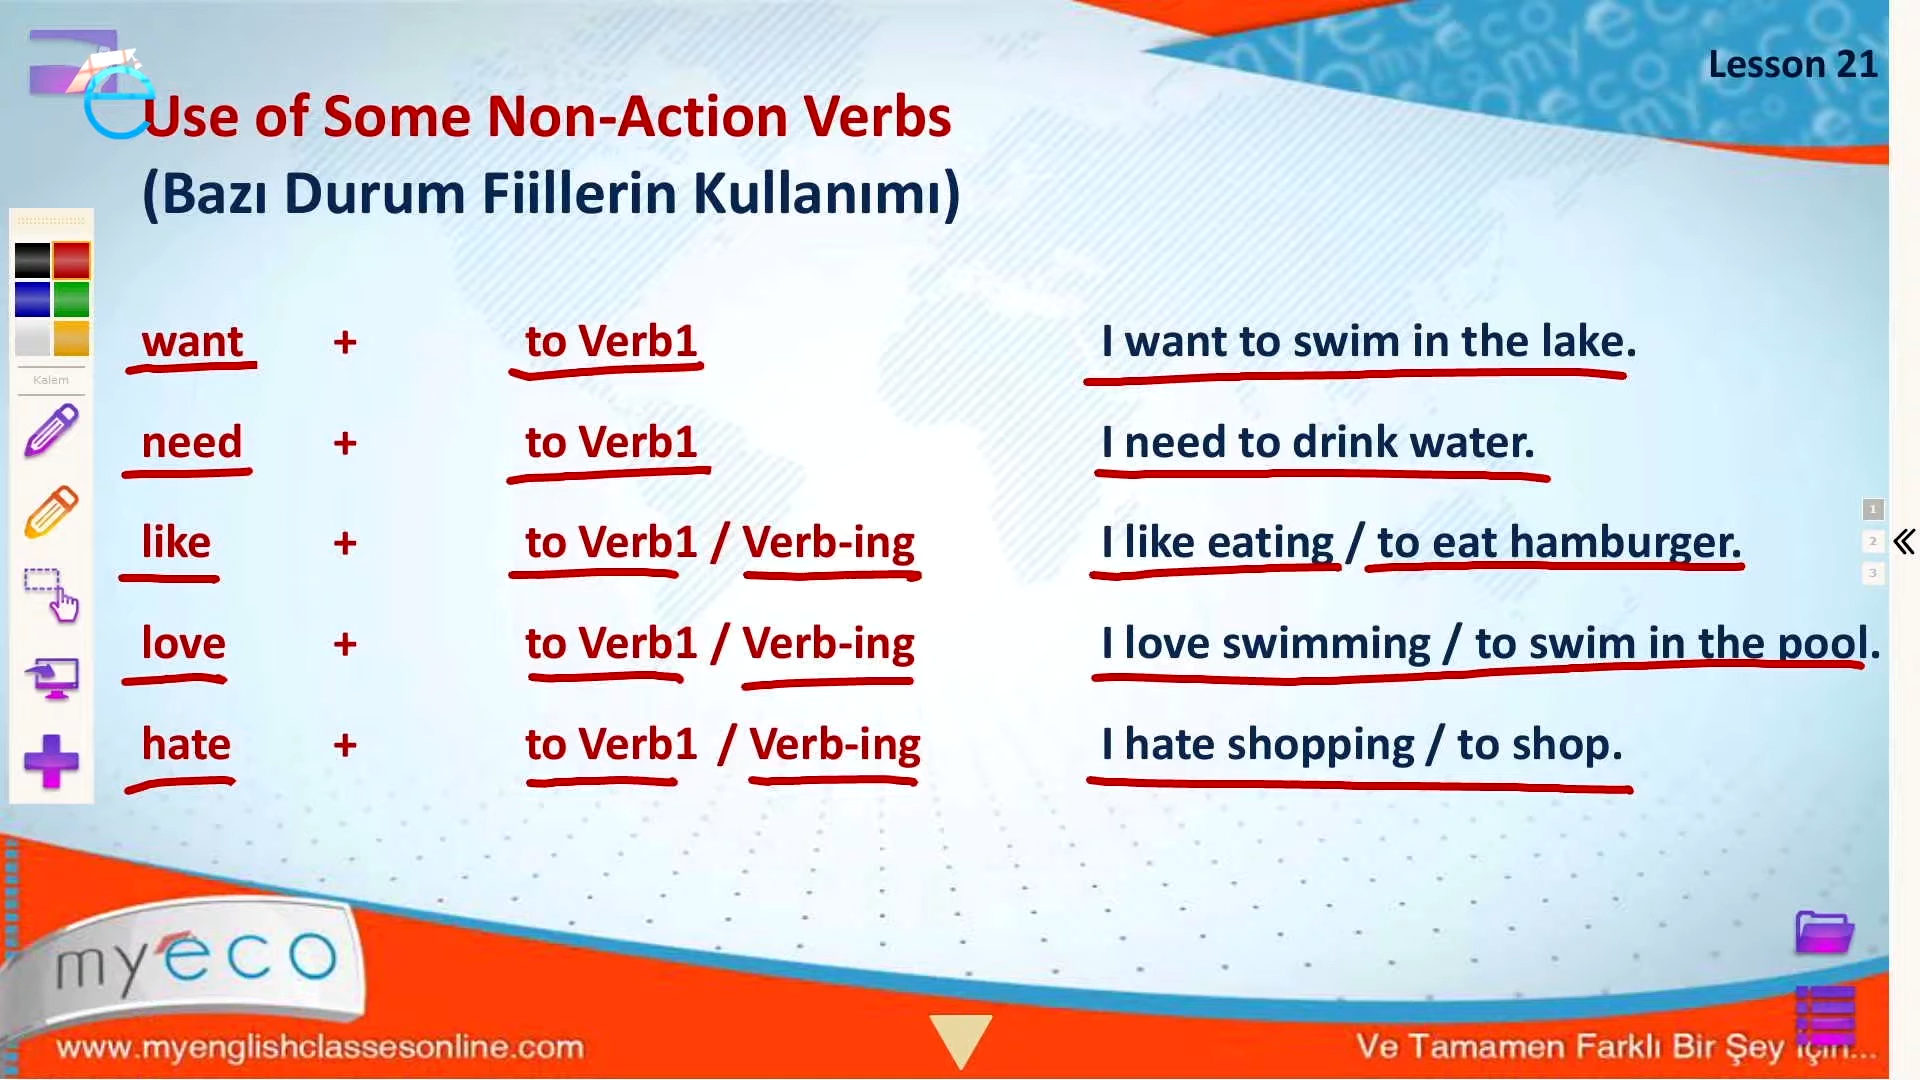 Lesson 21
Use of Some Non-Action Verbs
(Bazı Durum Fiillerin Kullanımı)
Kalem
want + to Verb1 I want to swim in the lake.
need + to Verb1 I need to drink water.
like + to Verb1 / Verb-ing I like eating / to eat hamburger.
love + to Verb1 / Verb-ing I love swimming / to swim in the pool.
hate + to Verb1 / Verb-ing I hate shopping / to shop.
1
2
3
myeco
www.myenglishclassesonline.com
Ve Tamamen Farklı Bir Şey İçin...